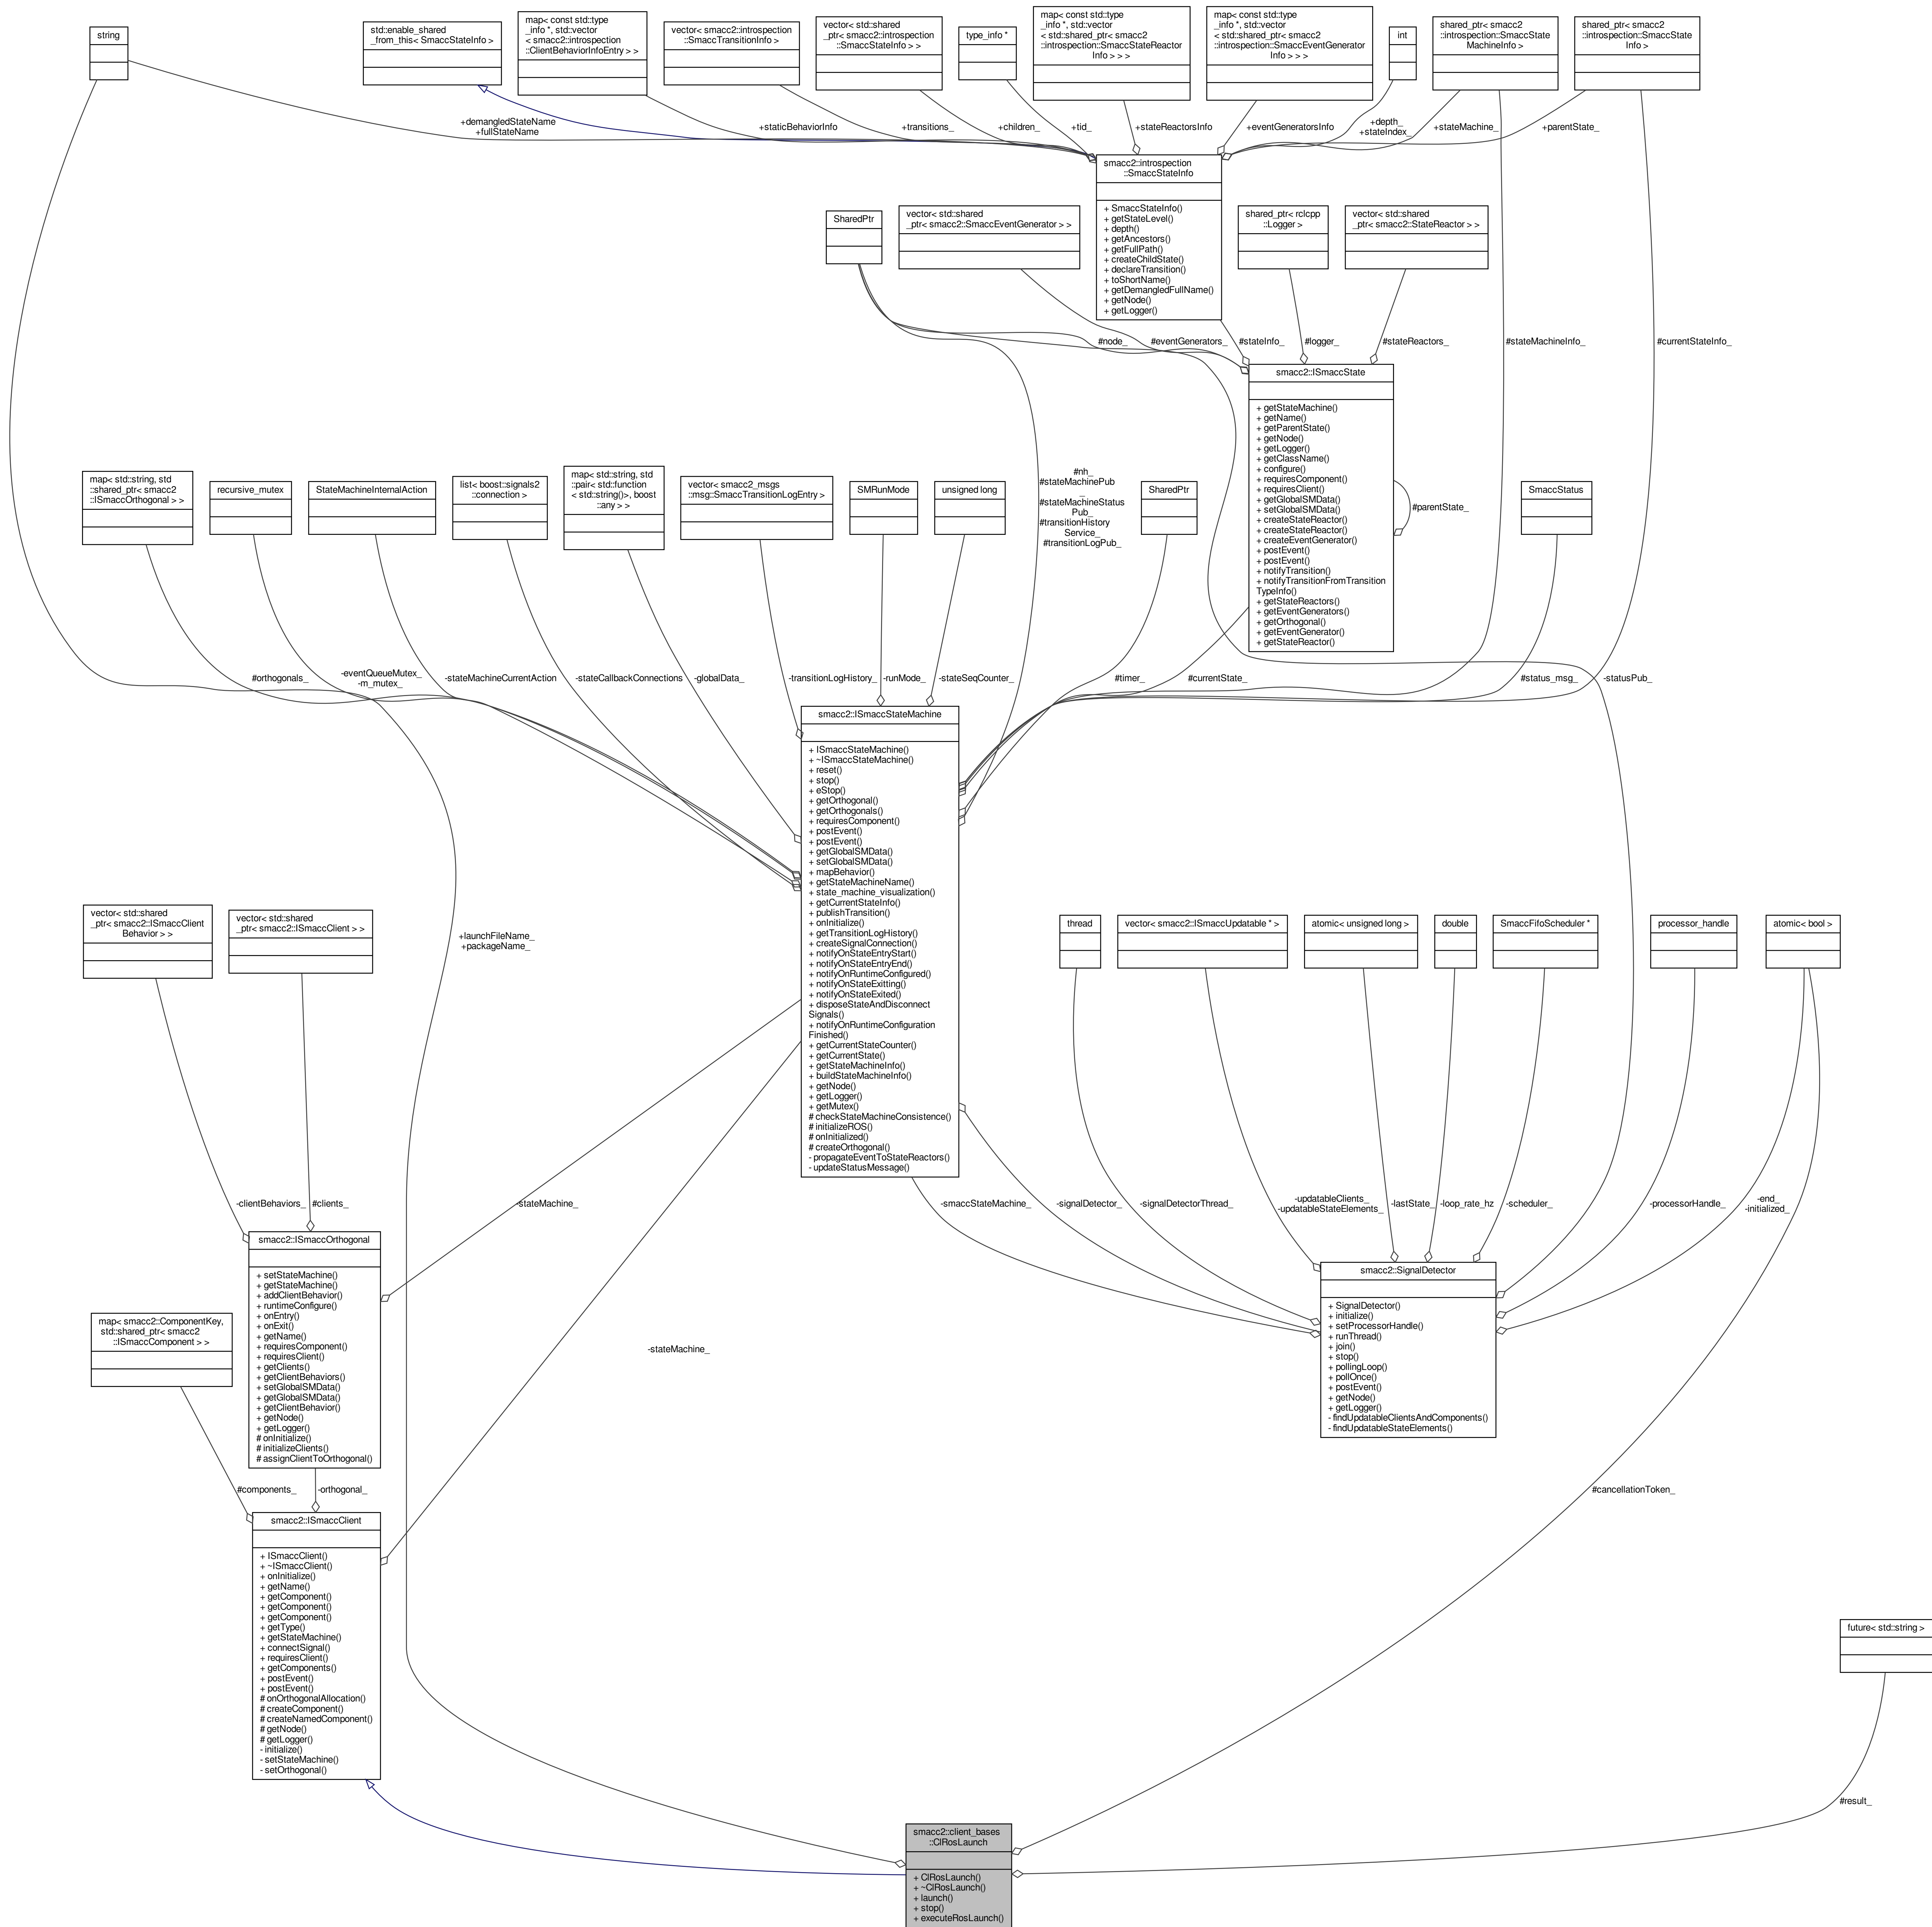 string
std::enable_shared
_from_this< SmaccStateInfo >
map< const std::type
_info *, std::vector
< smacc2::introspection
::ClientBehaviorInfoEntry > >
vector< smacc2::introspection
::SmaccTransitionInfo >
vector< std::shared
_ptr< smacc2::introspection
::SmaccStateInfo > >
type_info *
map< const std::type
_info *, std::vector
< std::shared_ptr< smacc2
::introspection::SmaccStateReactor
Info > > >
map< const std::type
_info *, std::vector
< std::shared_ptr< smacc2
::introspection::SmaccEventGenerator
Info > > >
int
shared_ptr< smacc2
::introspection::SmaccState
MachineInfo >
shared_ptr< smacc2
::introspection::SmaccState
Info >
+demangledStateName
+fullStateName
+staticBehaviorInfo
+transitions_
+children_
+tid_
+stateReactorsInfo
+eventGeneratorsInfo
+depth_
+stateIndex_
+stateMachine_
+parentState_
smacc2::introspection
::SmaccStateInfo
+ SmaccStateInfo()
+ getStateLevel()
+ depth()
+ getAncestors()
+ getFullPath()
+ createChildState()
+ declareTransition()
+ toShortName()
+ getDemangledFullName()
+ getNode()
+ getLogger()
SharedPtr
vector< std::shared
_ptr< smacc2::SmaccEventGenerator > >
shared_ptr< rclcpp
::Logger >
vector< std::shared
_ptr< smacc2::StateReactor > >
#node_
#eventGenerators_
#stateInfo_
#logger_
#stateReactors_
#stateMachineInfo_
#currentStateInfo_
smacc2::ISmaccState
+ getStateMachine()
+ getName()
+ getParentState()
+ getNode()
+ getLogger()
+ getClassName()
+ configure()
+ requiresComponent()
+ requiresClient()
+ getGlobalSMData()
+ setGlobalSMData()
+ createStateReactor()
+ createStateReactor()
+ createEventGenerator()
+ postEvent()
+ postEvent()
+ notifyTransition()
+ notifyTransitionFromTransition
TypeInfo()
+ getStateReactors()
+ getEventGenerators()
+ getOrthogonal()
+ getEventGenerator()
+ getStateReactor()
#parentState_
map< std::string, std
::shared_ptr< smacc2
::ISmaccOrthogonal > >
recursive_mutex
StateMachineInternalAction
list< boost::signals2
::connection >
map< std::string, std
::pair< std::function
< std::string()>, boost
::any > >
vector< smacc2_msgs
::msg::SmaccTransitionLogEntry >
SMRunMode
unsigned long
#nh_
#stateMachinePub
_
#stateMachineStatus
Pub_
#transitionHistory
Service_
#transitionLogPub_
SharedPtr
SmaccStatus
#orthogonals_
-eventQueueMutex_
-m_mutex_
-stateMachineCurrentAction
-stateCallbackConnections
-globalData_
-transitionLogHistory_
-runMode_
-stateSeqCounter_
#timer_
#currentState_
#status_msg_
-statusPub_
smacc2::ISmaccStateMachine
+ ISmaccStateMachine()
+ ~ISmaccStateMachine()
+ reset()
+ stop()
+ eStop()
+ getOrthogonal()
+ getOrthogonals()
+ requiresComponent()
+ postEvent()
+ postEvent()
+ getGlobalSMData()
+ setGlobalSMData()
+ mapBehavior()
+ getStateMachineName()
+ state_machine_visualization()
+ getCurrentStateInfo()
+ publishTransition()
+ onInitialize()
+ getTransitionLogHistory()
+ createSignalConnection()
+ notifyOnStateEntryStart()
+ notifyOnStateEntryEnd()
+ notifyOnRuntimeConfigured()
+ notifyOnStateExitting()
+ notifyOnStateExited()
+ disposeStateAndDisconnect
Signals()
+ notifyOnRuntimeConfiguration
Finished()
+ getCurrentStateCounter()
+ getCurrentState()
+ getStateMachineInfo()
+ buildStateMachineInfo()
+ getNode()
+ getLogger()
+ getMutex()
# checkStateMachineConsistence()
# initializeROS()
# onInitialized()
# createOrthogonal()
- propagateEventToStateReactors()
- updateStatusMessage()
vector< std::shared
_ptr< smacc2::ISmaccClient
Behavior > >
vector< std::shared
_ptr< smacc2::ISmaccClient > >
+launchFileName_
+packageName_
thread
vector< smacc2::ISmaccUpdatable * >
atomic< unsigned long >
double
SmaccFifoScheduler *
processor_handle
atomic< bool >
-clientBehaviors_
#clients_
-stateMachine_
-smaccStateMachine_
-signalDetector_
-signalDetectorThread_
-updatableClients_
-updatableStateElements_
-lastState_
-loop_rate_hz
-scheduler_
-processorHandle_
-end_
-initialized_
smacc2::ISmaccOrthogonal
+ setStateMachine()
+ getStateMachine()
+ addClientBehavior()
+ runtimeConfigure()
+ onEntry()
+ onExit()
+ getName()
+ requiresComponent()
+ requiresClient()
+ getClients()
+ getClientBehaviors()
+ setGlobalSMData()
+ getGlobalSMData()
+ getClientBehavior()
+ getNode()
+ getLogger()
# onInitialize()
# initializeClients()
# assignClientToOrthogonal()
smacc2::SignalDetector
+ SignalDetector()
+ initialize()
+ setProcessorHandle()
+ runThread()
+ join()
+ stop()
+ pollingLoop()
+ pollOnce()
+ postEvent()
+ getNode()
+ getLogger()
- findUpdatableClientsAndComponents()
- findUpdatableStateElements()
map< smacc2::ComponentKey,
std::shared_ptr< smacc2
::ISmaccComponent > >
-stateMachine_
#components_
-orthogonal_
#cancellationToken_
smacc2::ISmaccClient
+ ISmaccClient()
+ ~ISmaccClient()
+ onInitialize()
+ getName()
+ getComponent()
+ getComponent()
+ getComponent()
+ getType()
+ getStateMachine()
+ connectSignal()
+ requiresClient()
+ getComponents()
+ postEvent()
+ postEvent()
# onOrthogonalAllocation()
# createComponent()
# createNamedComponent()
# getNode()
# getLogger()
- initialize()
- setStateMachine()
- setOrthogonal()
future< std::string >
#result_
smacc2::client_bases
::ClRosLaunch
+ ClRosLaunch()
+ ~ClRosLaunch()
+ launch()
+ stop()
+ executeRosLaunch()